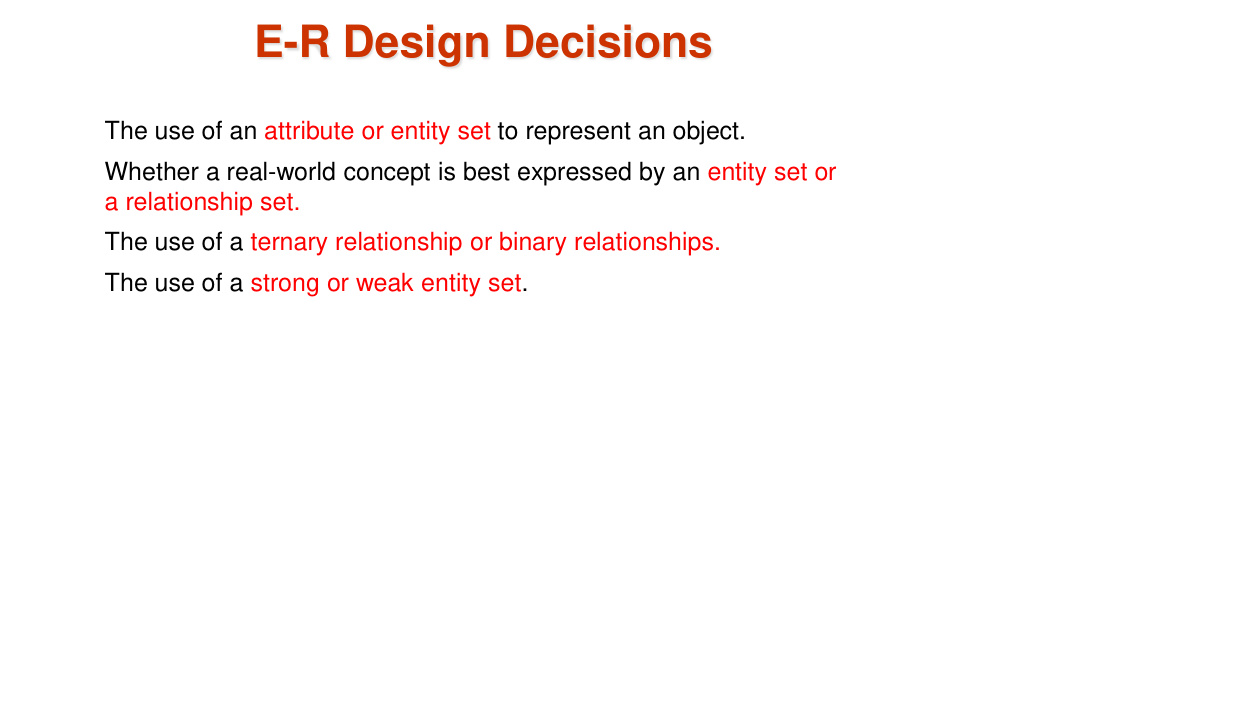 E-R Design Decisions
The use of an attribute or entity set to represent an object.
Whether a real-world concept is best expressed by an entity set or
a relationship set.
The use of a ternary relationship or binary relationships.
The use of a strong or weak entity set.